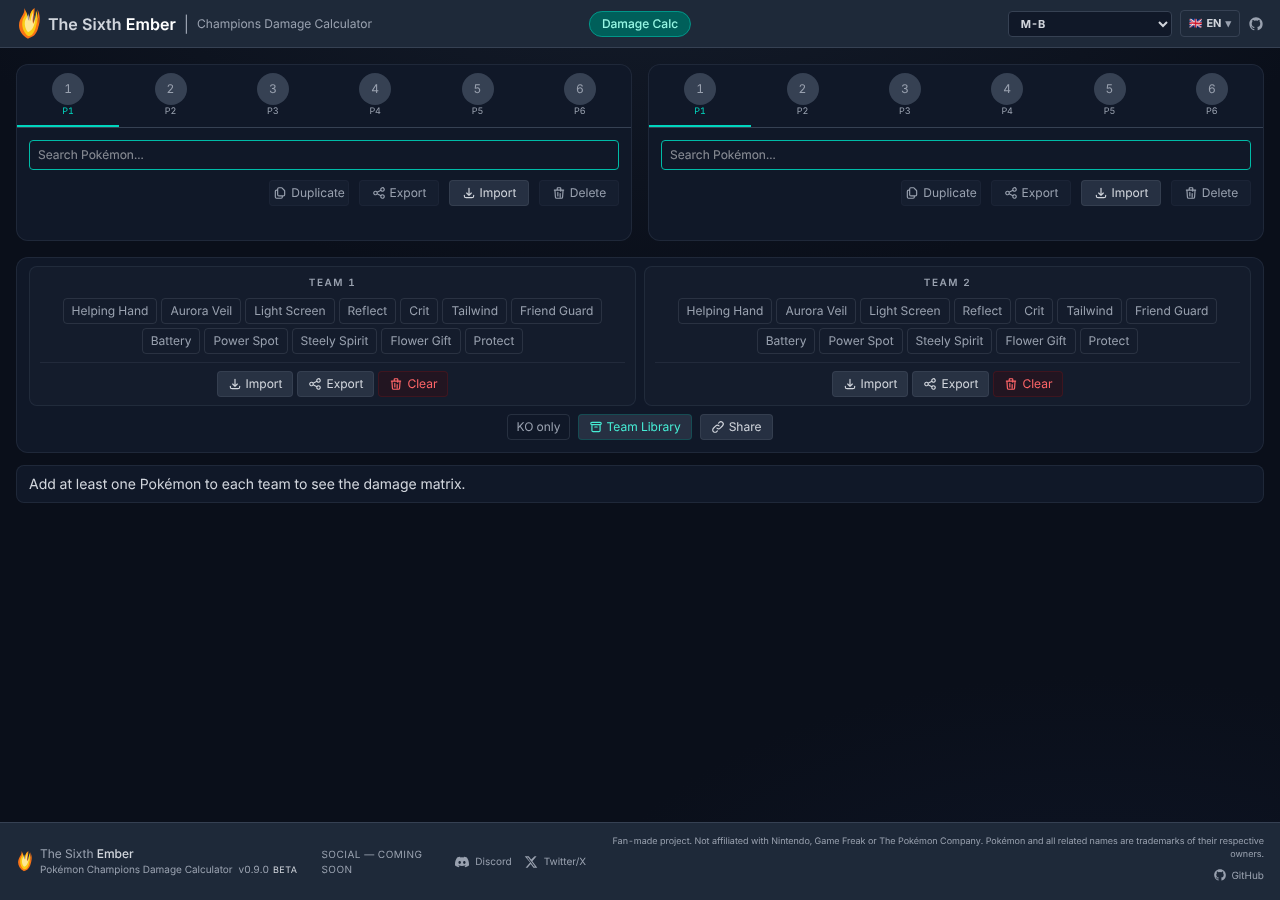 The Sixth Ember | Champions Damage Calculator
Damage Calc
M-B
EN ▾
1 2 3 4 5 6
P1 P2 P3 P4 P5 P6
Search Pokémon...
Duplicate Export Import Delete
1 2 3 4 5 6
P1 P2 P3 P4 P5 P6
Search Pokémon...
Duplicate Export Import Delete
TEAM 1
Helping Hand Aurora Veil Light Screen Reflect Crit Tailwind Friend Guard
Battery Power Spot Steely Spirit Flower Gift Protect
Import Export Clear
TEAM 2
Helping Hand Aurora Veil Light Screen Reflect Crit Tailwind Friend Guard
Battery Power Spot Steely Spirit Flower Gift Protect
Import Export Clear
KO only Team Library Share
Add at least one Pokémon to each team to see the damage matrix.
The Sixth Ember
Pokémon Champions Damage Calculator v0.9.0 BETA
SOCIAL — COMING
SOON
Discord Twitter/X
Fan-made project. Not affiliated with Nintendo, Game Freak or The Pokémon Company. Pokémon and all related names are trademarks of their respective
owners.
GitHub